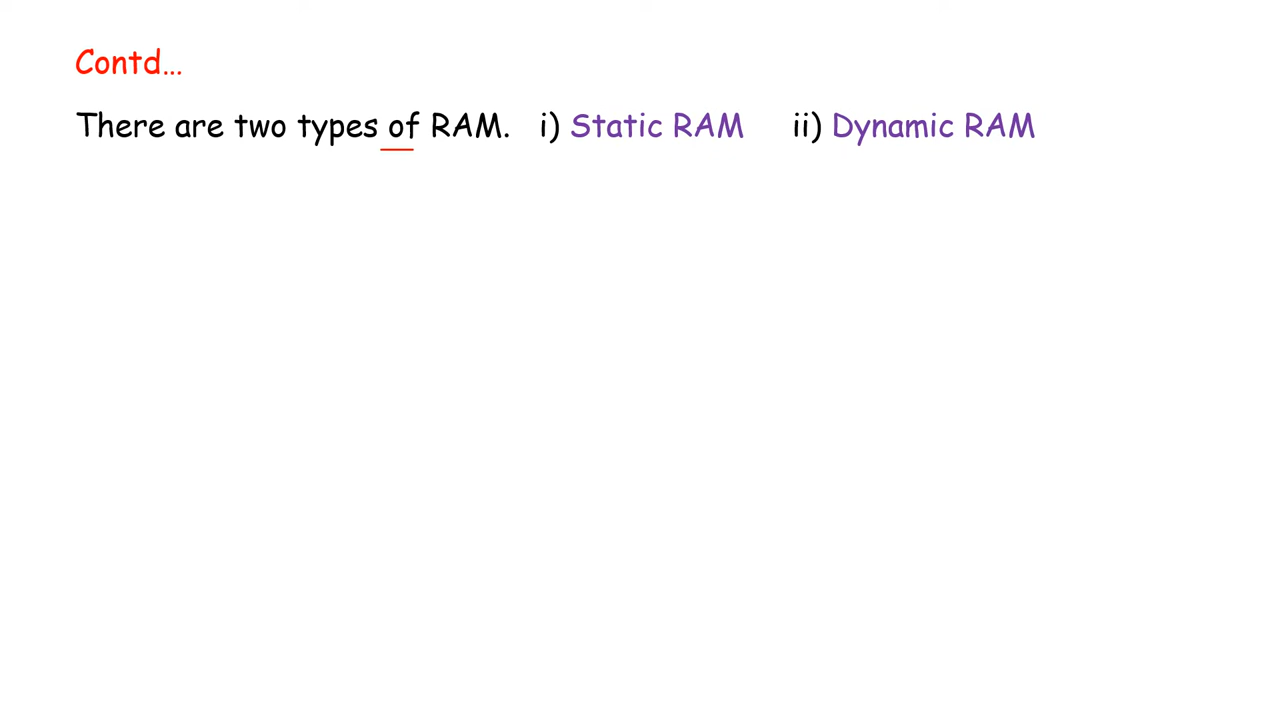 Contd...
There are two types of RAM. i) Static RAM ii) Dynamic RAM